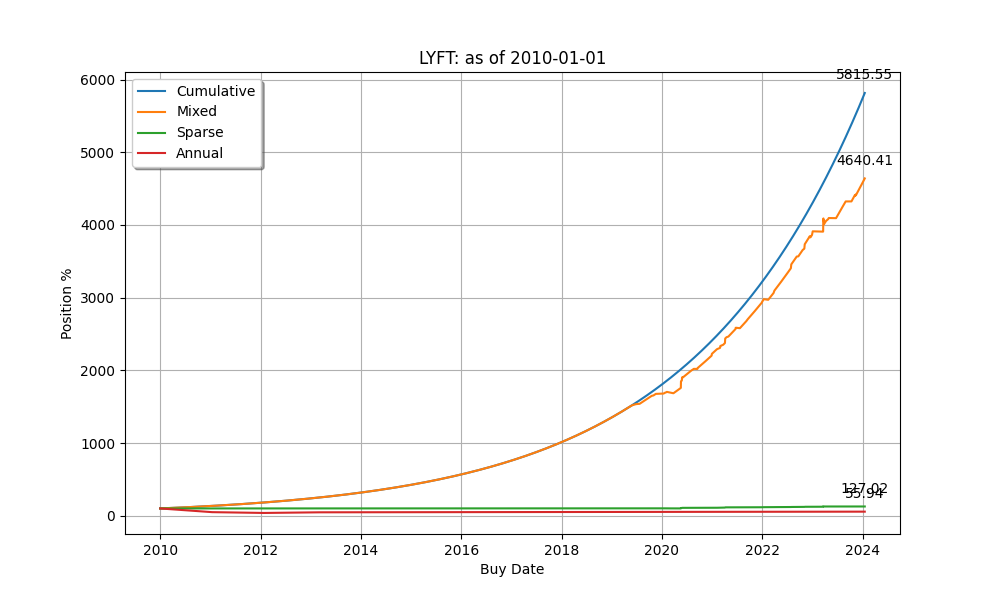 LYFT: as of 2010-01-01
5815.55
6000
Cumulative
Mixed
Sparse
Annual
5000
4640.41
4000
3000
2000
1000
127.02
55.94
0
Position %
2010
2012
2014
2016
2018
2020
2022
2024
Buy Date